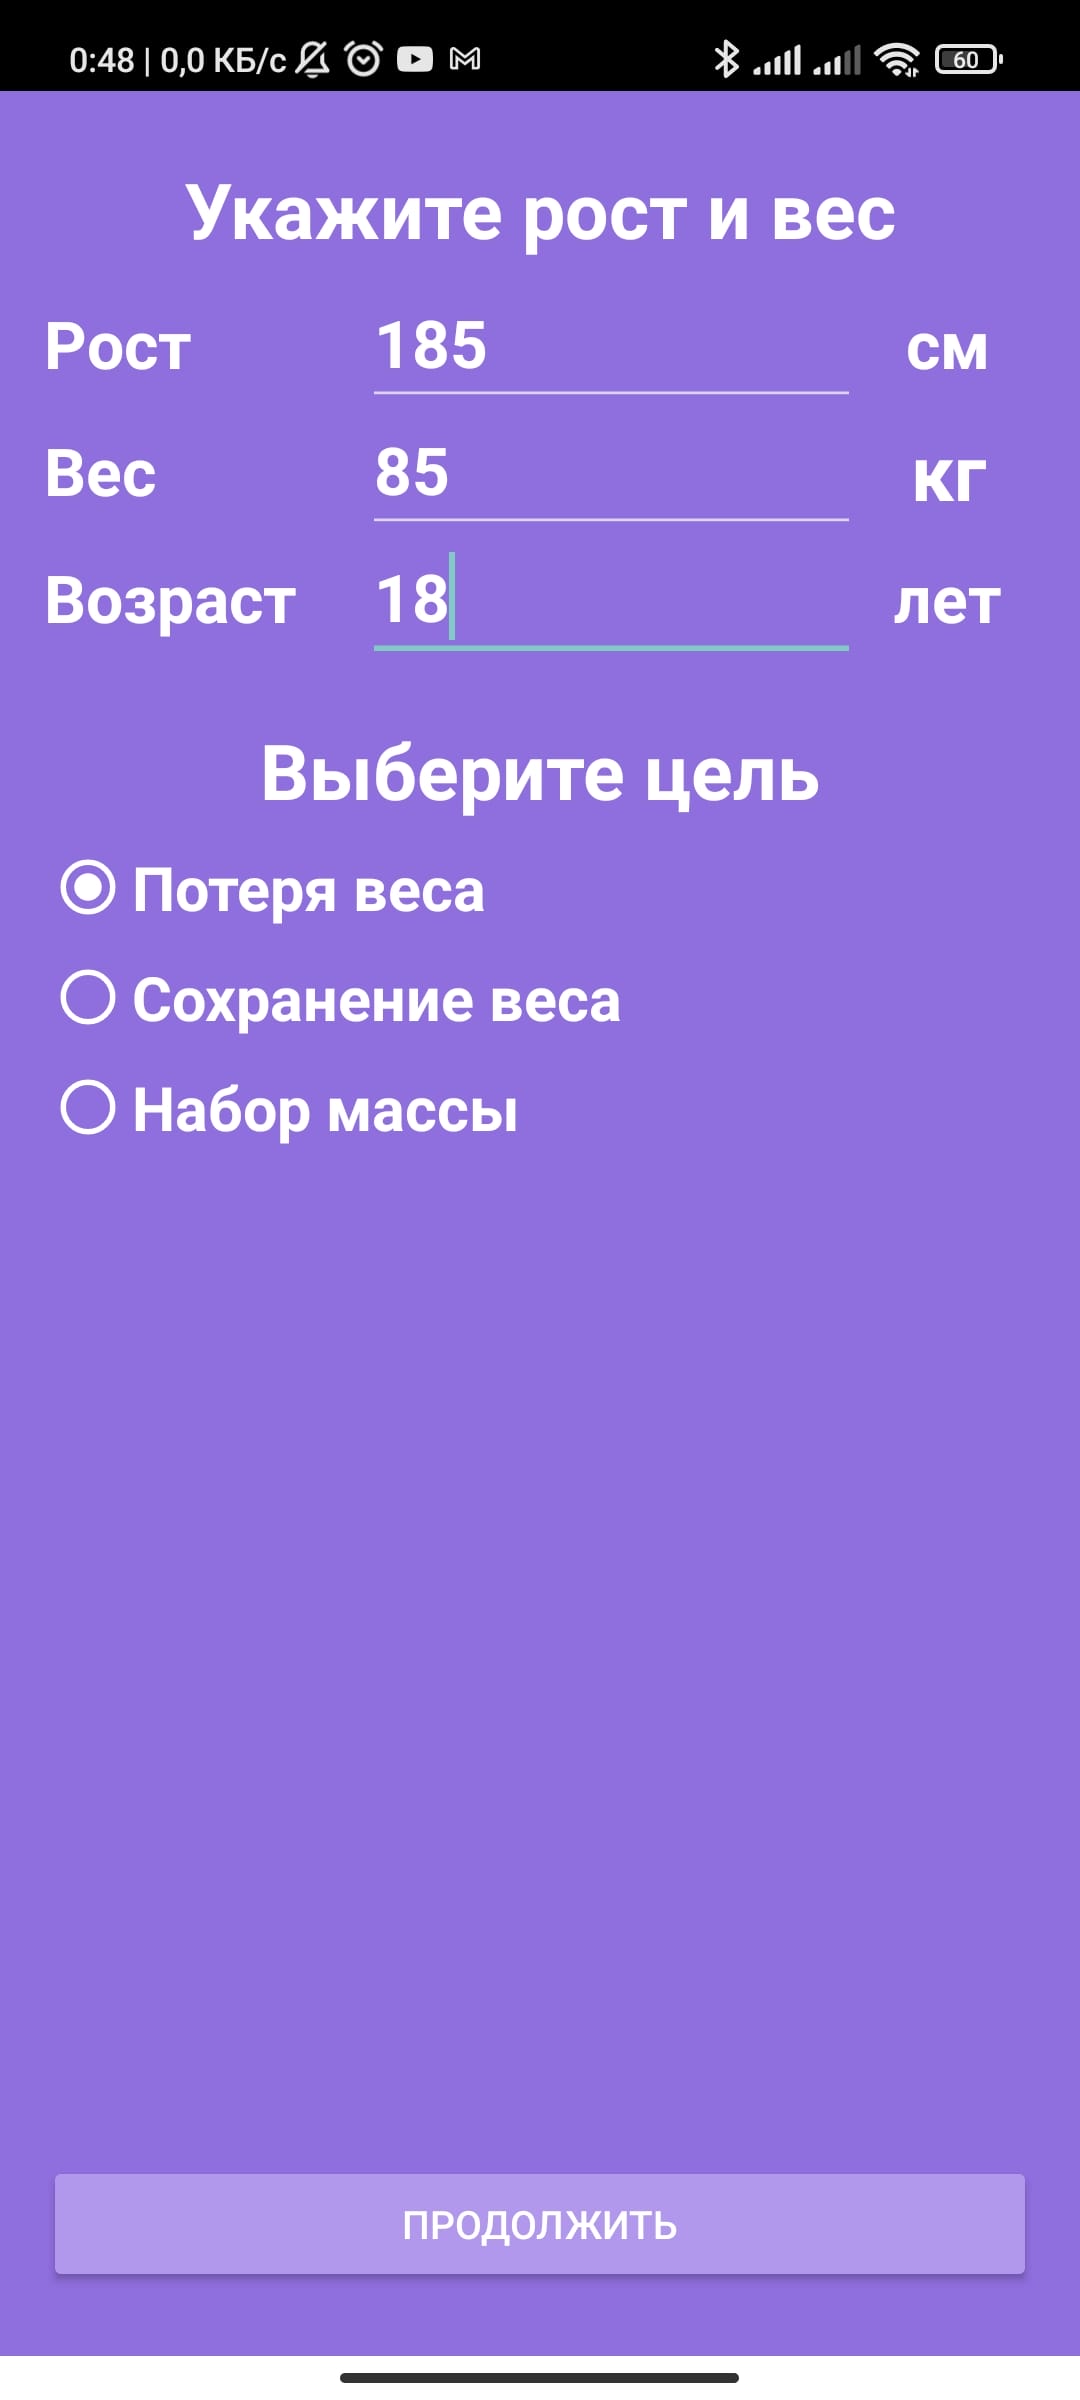 0:48 | 0,0 КБ/с 60
Укажите рост и вес
Рост 185 см
Вес 85 кг
Возраст 18 лет
Выберите цель
Потеря веса
Сохранение веса
Набор массы
ПРОДОЛЖИТЬ